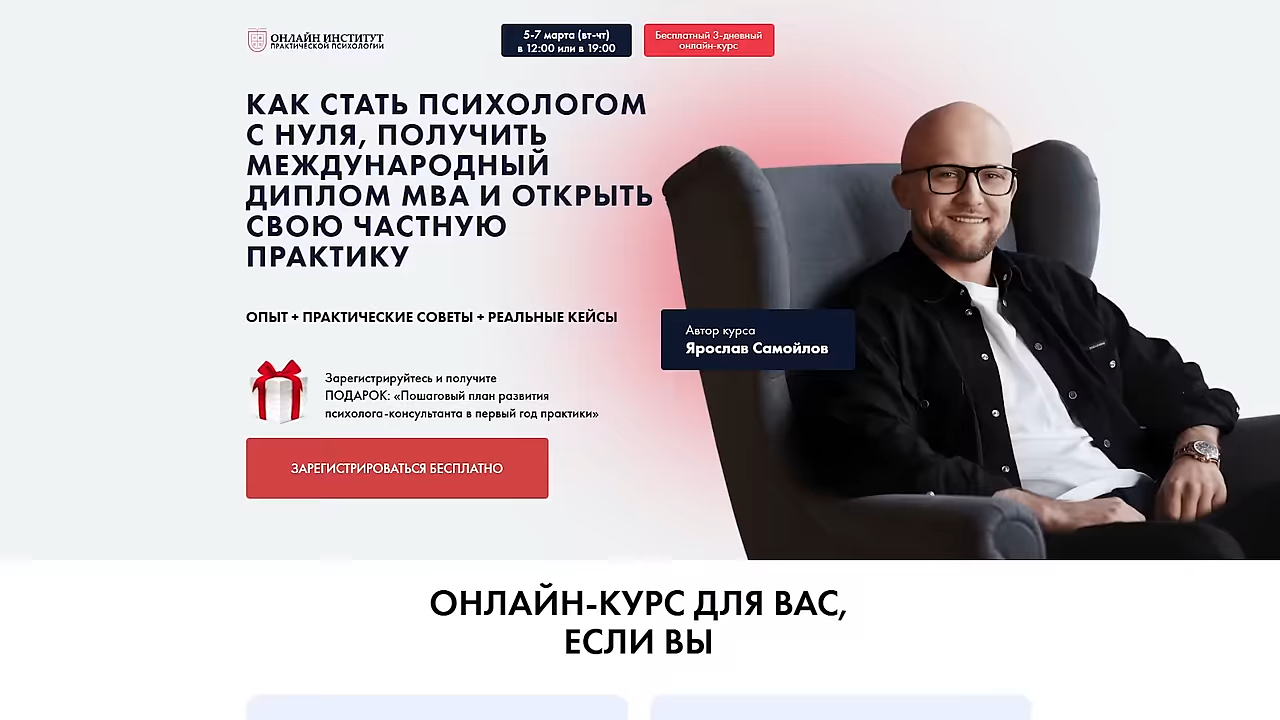 ОНЛАЙН ИНСТИТУТ
ПРАКТИЧЕСКОЙ ПСИХОЛОГИИ
5-7 марта (вт-чт)
в 12:00 или в 19:00
Бесплатный 3-дневный
онлайн-курс
КАК СТАТЬ ПСИХОЛОГОМ
С НУЛЯ, ПОЛУЧИТЬ
МЕЖДУНАРОДНЫЙ
ДИПЛОМ MBA И ОТКРЫТЬ
СВОЮ ЧАСТНУЮ
ПРАКТИКУ
ОПЫТ + ПРАКТИЧЕСКИЕ СОВЕТЫ + РЕАЛЬНЫЕ КЕЙСЫ
Автор курса
Ярослав Самойлов
Зарегистрируйтесь и получите
ПОДАРОК: «Пошаговый план развития
психолога-консультанта в первый год практики»
ЗАРЕГИСТРИРОВАТЬСЯ БЕСПЛАТНО
ОНЛАЙН-КУРС ДЛЯ ВАС,
ЕСЛИ ВЫ